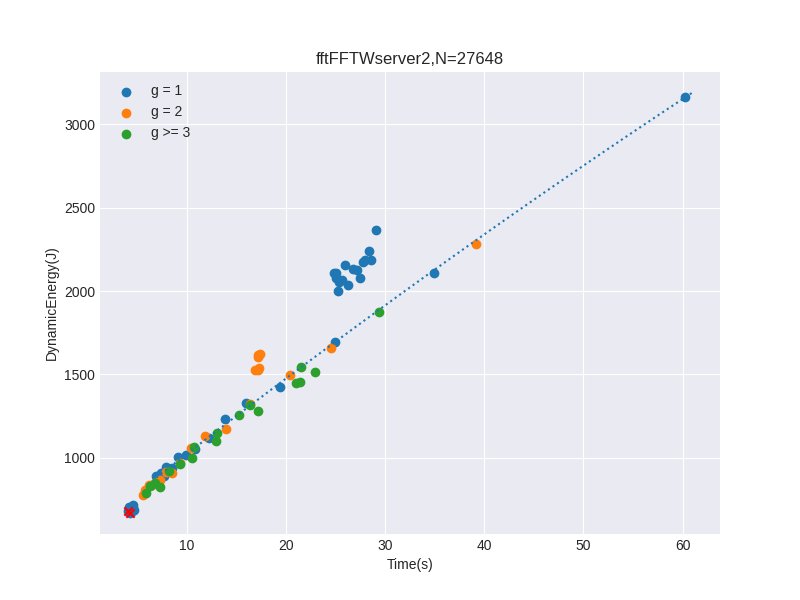 fftFFTWserver2,N=27648
g = 1
g = 2
g >= 3
3000
2500
2000
1500
1000
DynamicEnergy(J)
10 20 30 40 50 60
Time(s)